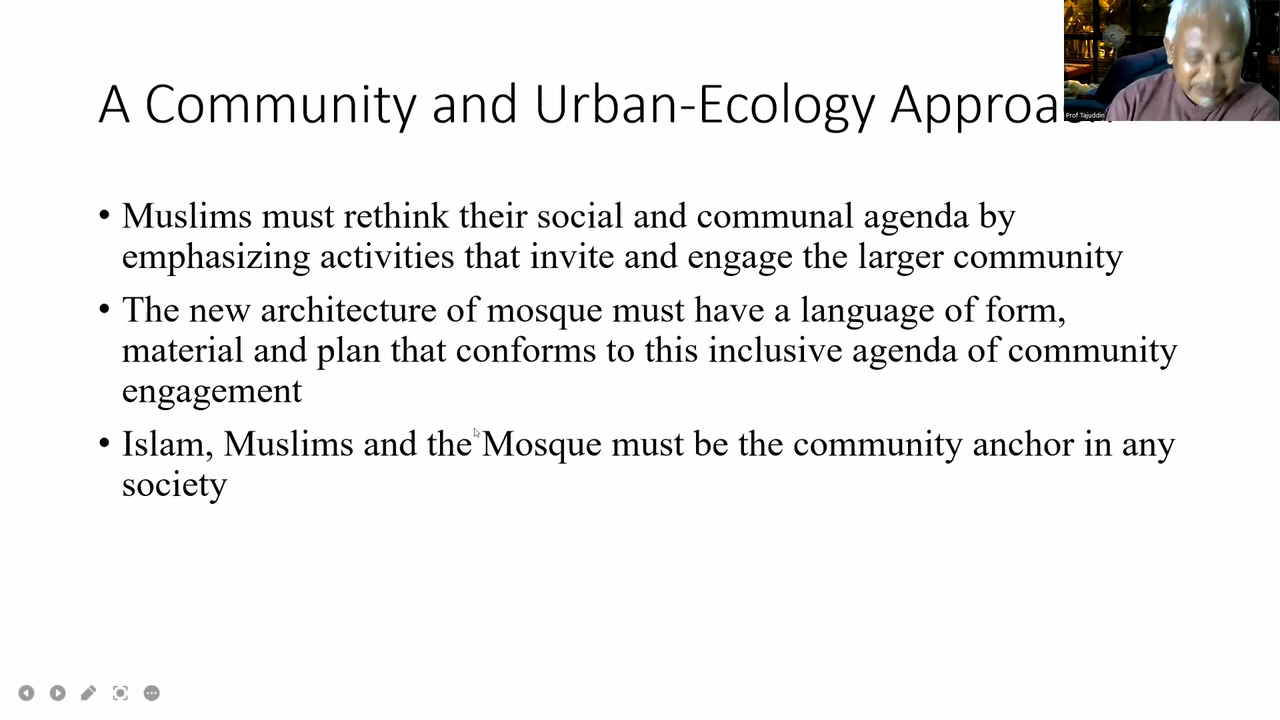 A Community and Urban-Ecology Approach
Prof Tajuddin
• Muslims must rethink their social and communal agenda by
emphasizing activities that invite and engage the larger community
• The new architecture of mosque must have a language of form,
material and plan that conforms to this inclusive agenda of community
engagement
• Islam, Muslims and the Mosque must be the community anchor in any
society